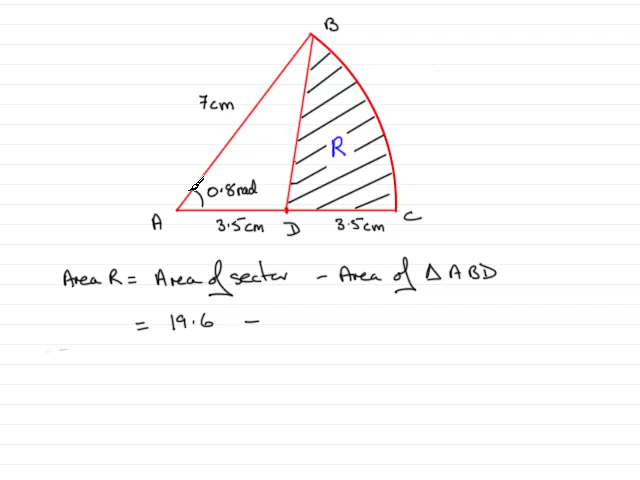 B
7cm
R
0.8rad
A
3.5cm
D
3.5cm
C
Area R = Area of sector - Area of Δ ABD
= 19.6 -